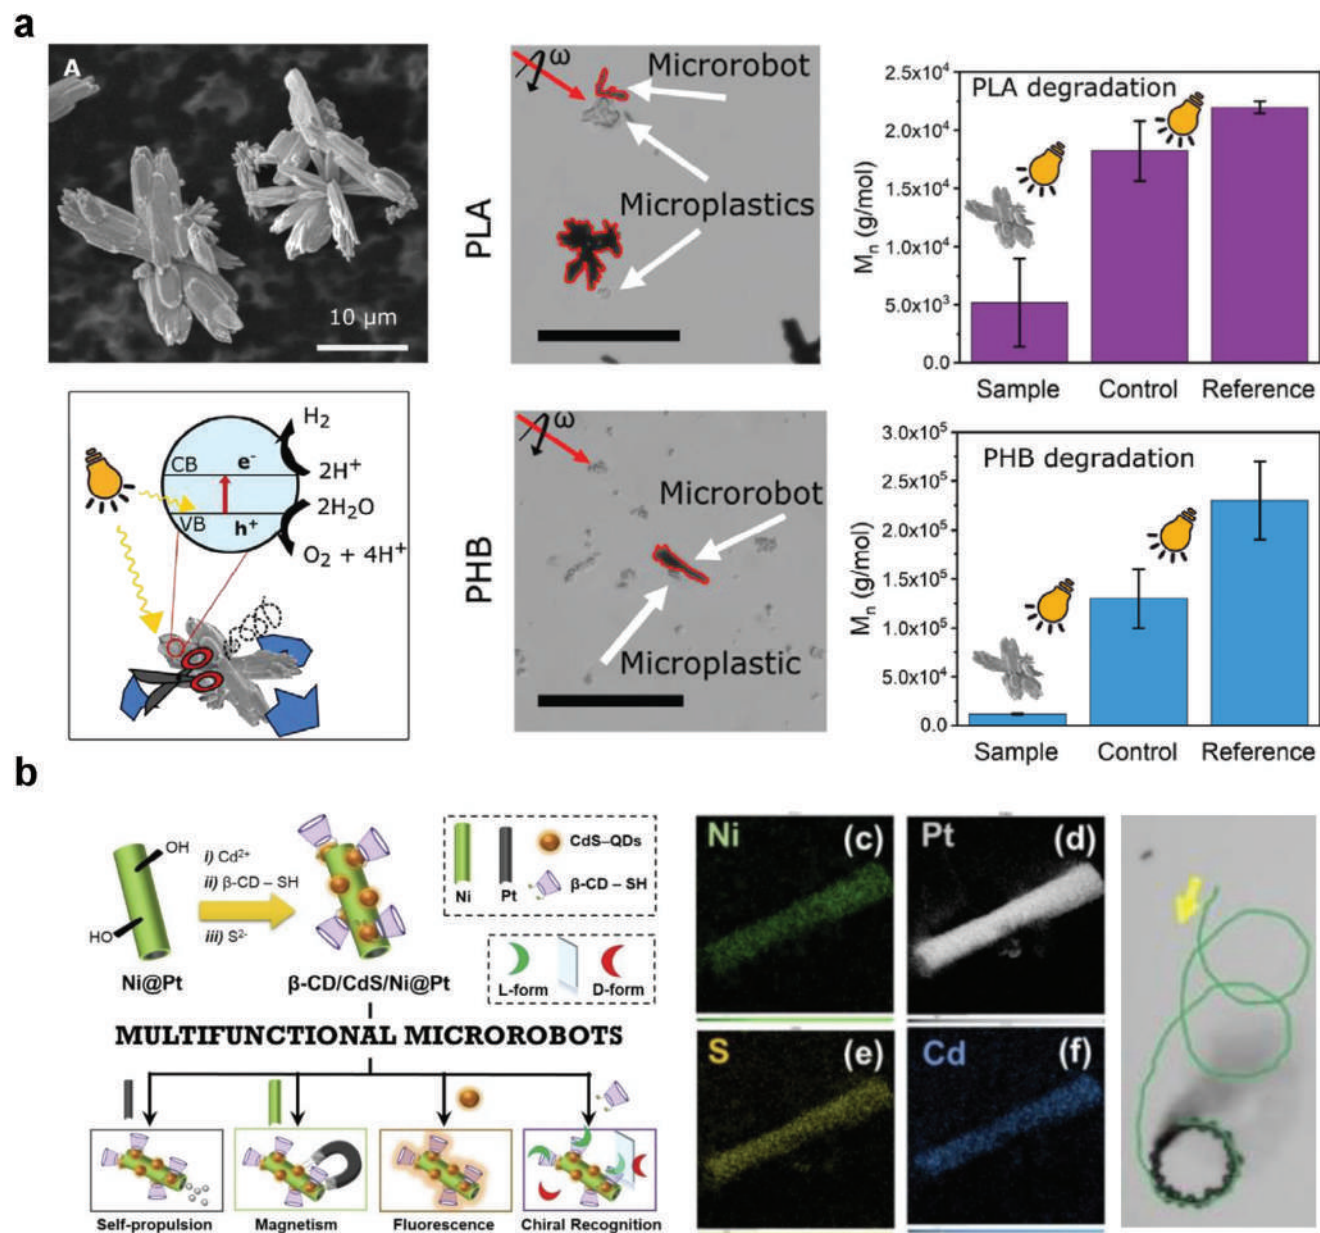 a
A
10 µm
ω
Microrobot
Microplastics
PLA
PLA degradation
Mn (g/mol)
2.5x10⁴
2.0x10⁴
1.5x10⁴
1.0x10⁴
5.0x10³
0.0
Sample
Control
Reference
H₂
CB
e⁻
2H⁺
2H₂O
VB
h⁺
O₂ + 4H⁺
ω
Microrobot
Microplastic
PHB
PHB degradation
Mn (g/mol)
3.0x10⁵
2.5x10⁵
2.0x10⁵
1.5x10⁵
1.0x10⁵
5.0x10⁴
0.0
Sample
Control
Reference
b
OH
HO
Ni@Pt
i) Cd²⁺
ii) β-CD – SH
iii) S²⁻
β-CD/CdS/Ni@Pt
Ni
Pt
CdS–QDs
β-CD – SH
L-form
D-form
MULTIFUNCTIONAL MICROROBOTS
Self-propulsion
Magnetism
Fluorescence
Chiral Recognition
Ni
(c)
Pt
(d)
S
(e)
Cd
(f)